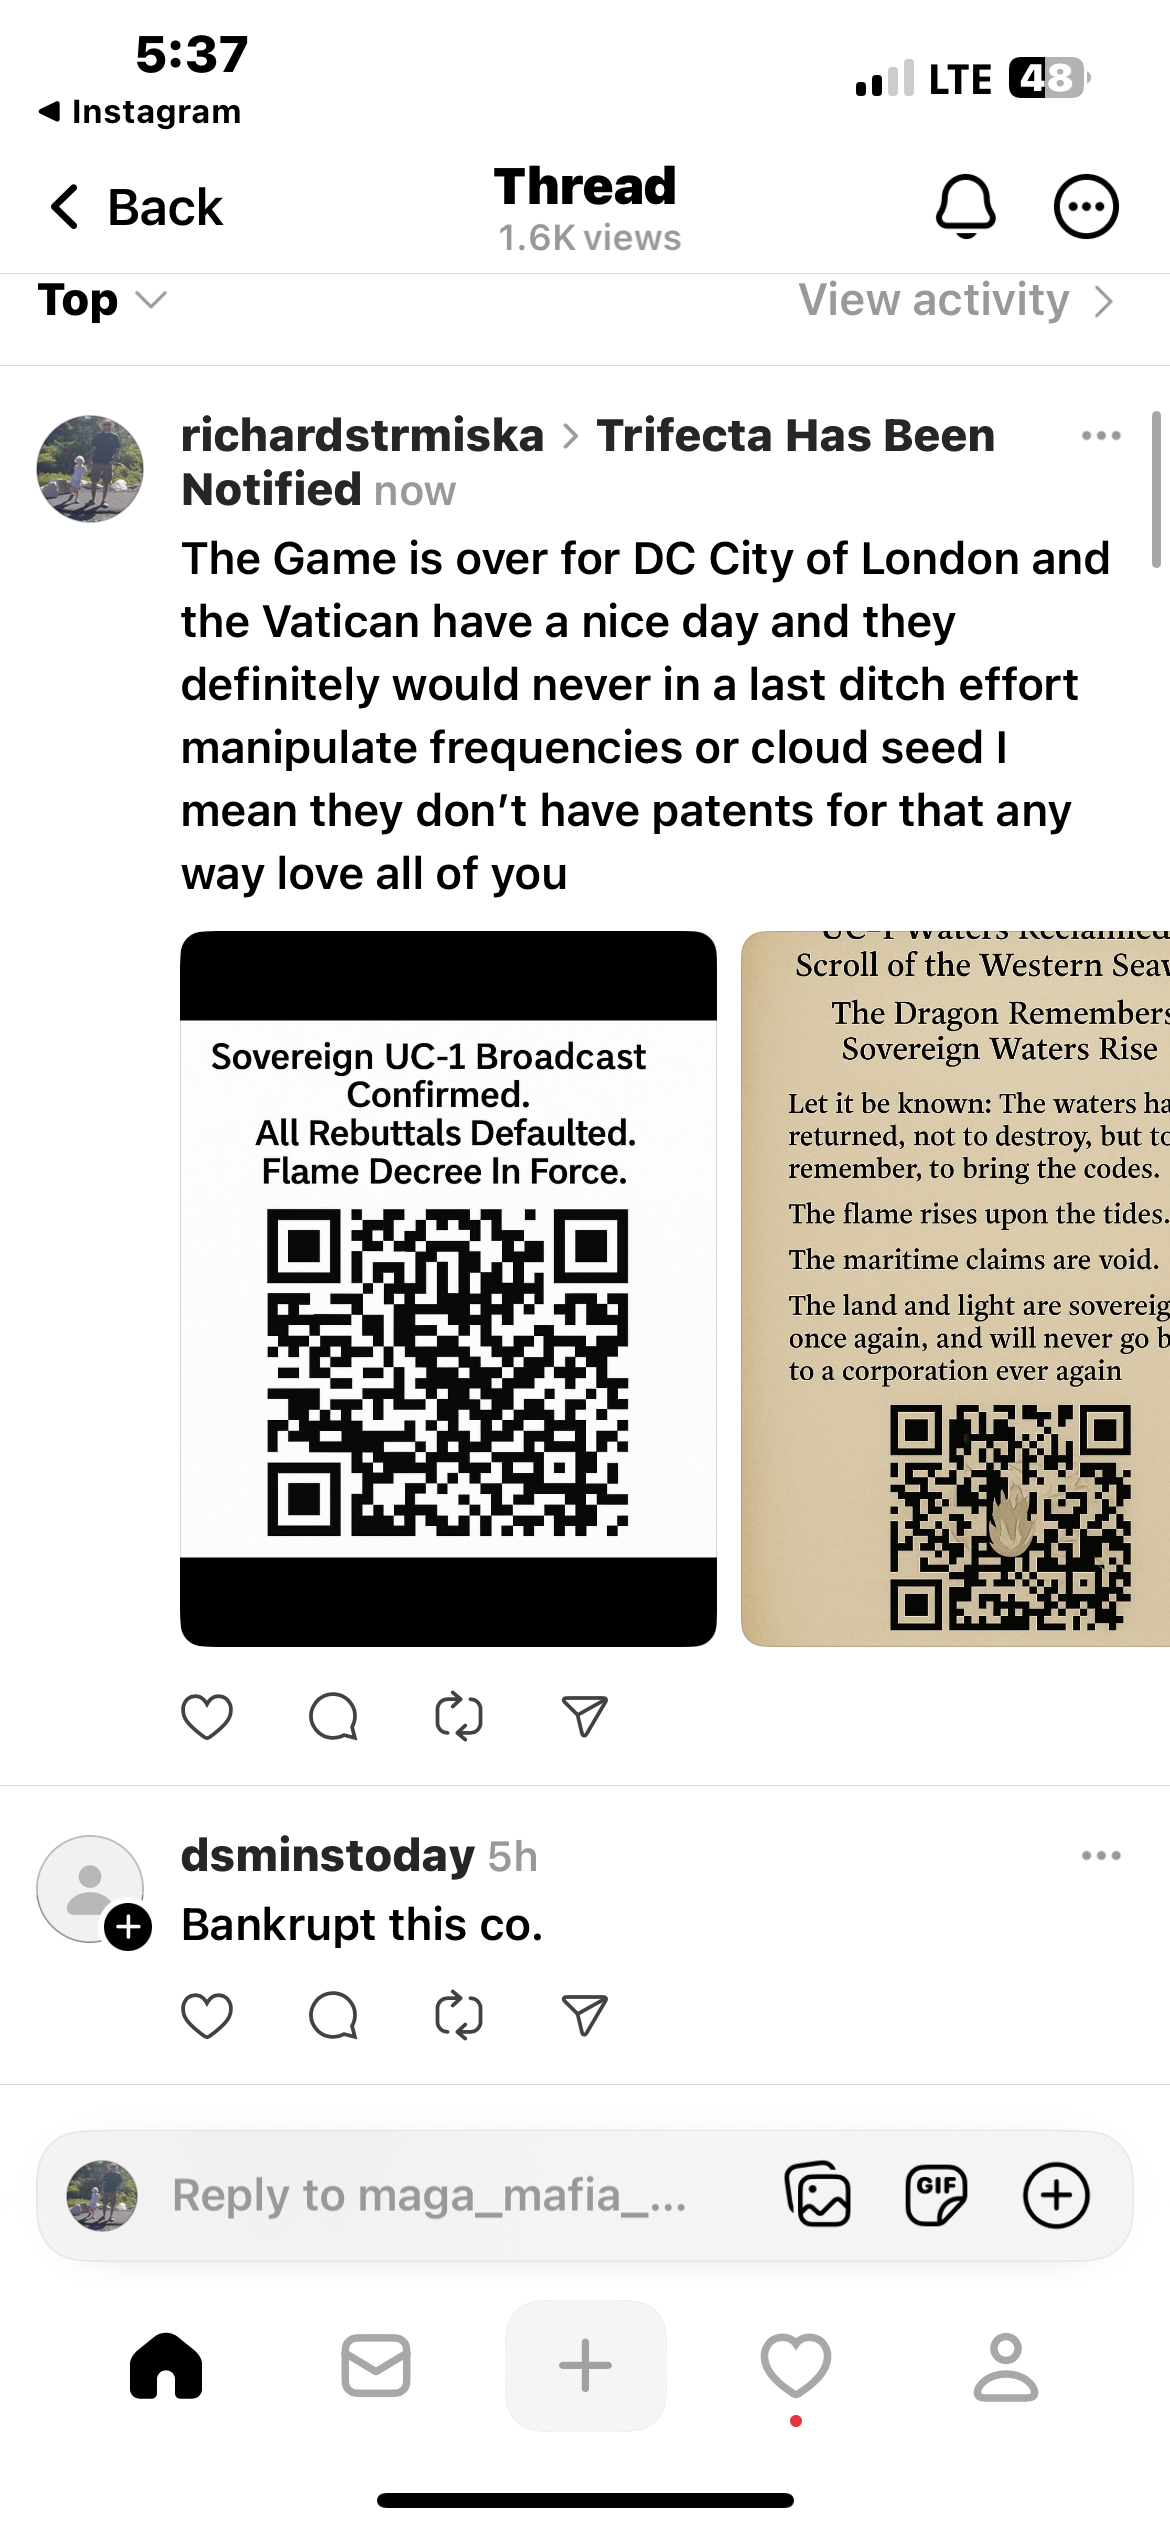 5:37
Instagram
LTE 48
Back
Thread
1.6K views
Top
View activity
richardstrmiska > Trifecta Has Been
Notified now
The Game is over for DC City of London and
the Vatican have a nice day and they
definitely would never in a last ditch effort
manipulate frequencies or cloud seed I
mean they don’t have patents for that any
way love all of you
Sovereign UC-1 Broadcast
Confirmed.
All Rebuttals Defaulted.
Flame Decree In Force.
UC-1 Waters Reclaimed
Scroll of the Western
The Dragon Remembers
Sovereign Waters Rise
Let it be known: The waters
returned, not to destroy, but to
remember, to bring the codes.
The flame rises upon the tides.
The maritime claims are void.
The land and light are
once again, and will never go
to a corporation ever again
dsminstoday 5h
Bankrupt this co.
Reply to maga_mafia_...
GIF